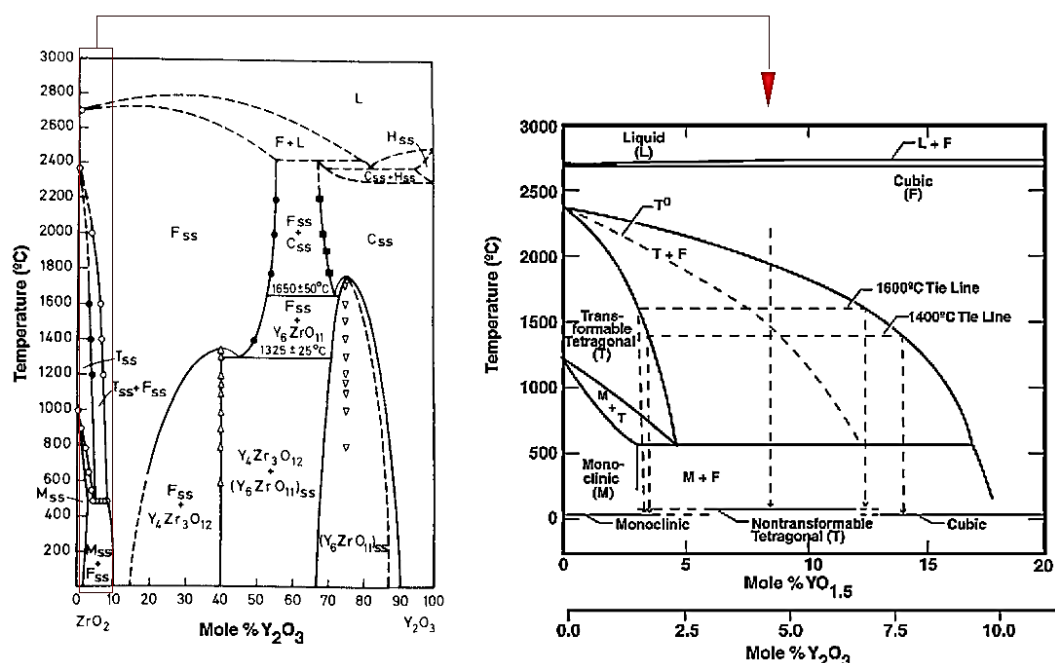 3000
2800
2600
2400
2200
2000
1800
1600
1400
1200
1000
800
600
400
200
Temperature (ºC)
L
F+L
Hss
Css+Hss
Fss
Fss
+
Css
Css
1650±50°C
Fss
+
Y6ZrO11
1325±25°C
Tss
Tss+Fss
Mss
Mss
+
Fss
Fss
+
Y4Zr3O12
Y4Zr3O12
+
(Y6ZrO11)ss
(Y6ZrO11)ss
0 10 20 30 40 50 60 70 80 90 100
ZrO2
Mole % Y2O3
Y2O3
3000
2500
2000
1500
1000
500
0
Temperature (ºC)
Liquid
(L)
L + F
Cubic
(F)
T0
T + F
1600ºC Tie Line
1400ºC Tie Line
Trans-
formable
Tetragonal
(T)
M + T
Mono-
clinic
(M)
M + F
Monoclinic
Nontransformable
Tetragonal (T)
Cubic
0 5 10 15 20
Mole % YO1.5
0.0 2.5 5.0 7.5 10.0
Mole % Y2O3